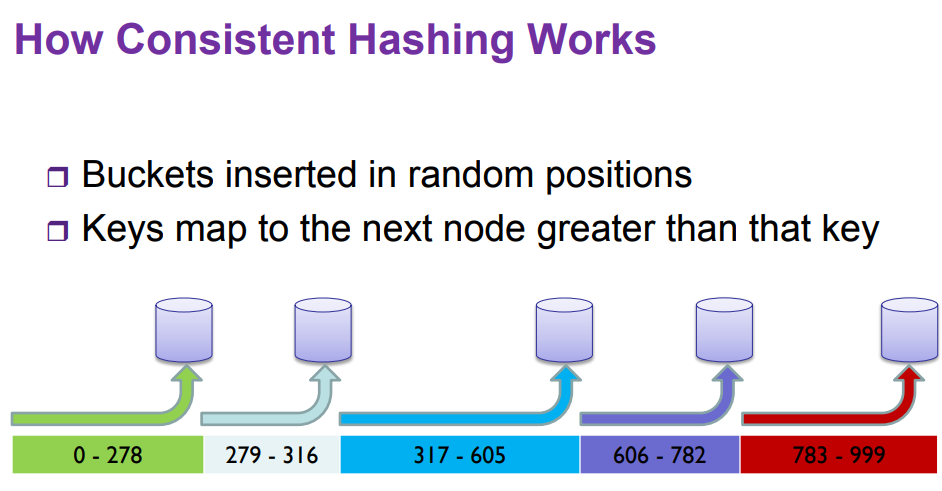 How Consistent Hashing Works
Buckets inserted in random positions
Keys map to the next node greater than that key
0 - 278
279 - 316
317 - 605
606 - 782
783 - 999